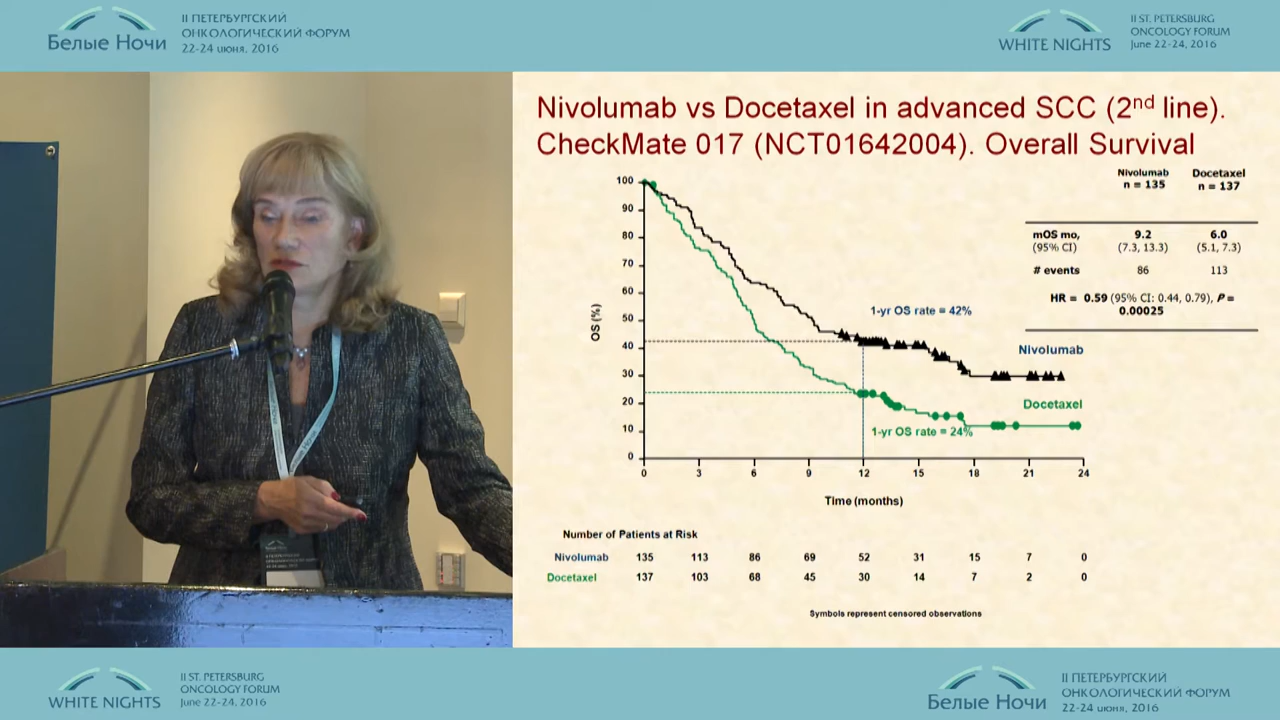 II ПЕТЕРБУРГСКИЙ
ОНКОЛОГИЧЕСКИЙ ФОРУМ
Белые Ночи
22-24 июня, 2016
II ST. PETERSBURG
ONCOLOGY FORUM
WHITE NIGHTS
June 22-24, 2016
Nivolumab vs Docetaxel in advanced SCC (2nd line).
CheckMate 017 (NCT01642004). Overall Survival
Nivolumab Docetaxel
n = 135 n = 137
mOS mo, 9.2 6.0
(95% CI) (7.3, 13.3) (5.1, 7.3)
# events 86 113
HR = 0.59 (95% CI: 0.44, 0.79), P =
0.00025
100
90
80
70
60
50
40
30
20
10
0
OS (%)
1-yr OS rate = 42%
Nivolumab
Docetaxel
1-yr OS rate = 24%
0 3 6 9 12 15 18 21 24
Time (months)
Number of Patients at Risk
Nivolumab 135 113 86 69 52 31 15 7 0
Docetaxel 137 103 68 45 30 14 7 2 0
Symbols represent censored observations
II ST. PETERSBURG
ONCOLOGY FORUM
WHITE NIGHTS
June 22-24, 2016
II ПЕТЕРБУРГСКИЙ
ОНКОЛОГИЧЕСКИЙ ФОРУМ
Белые Ночи
22-24 июня, 2016